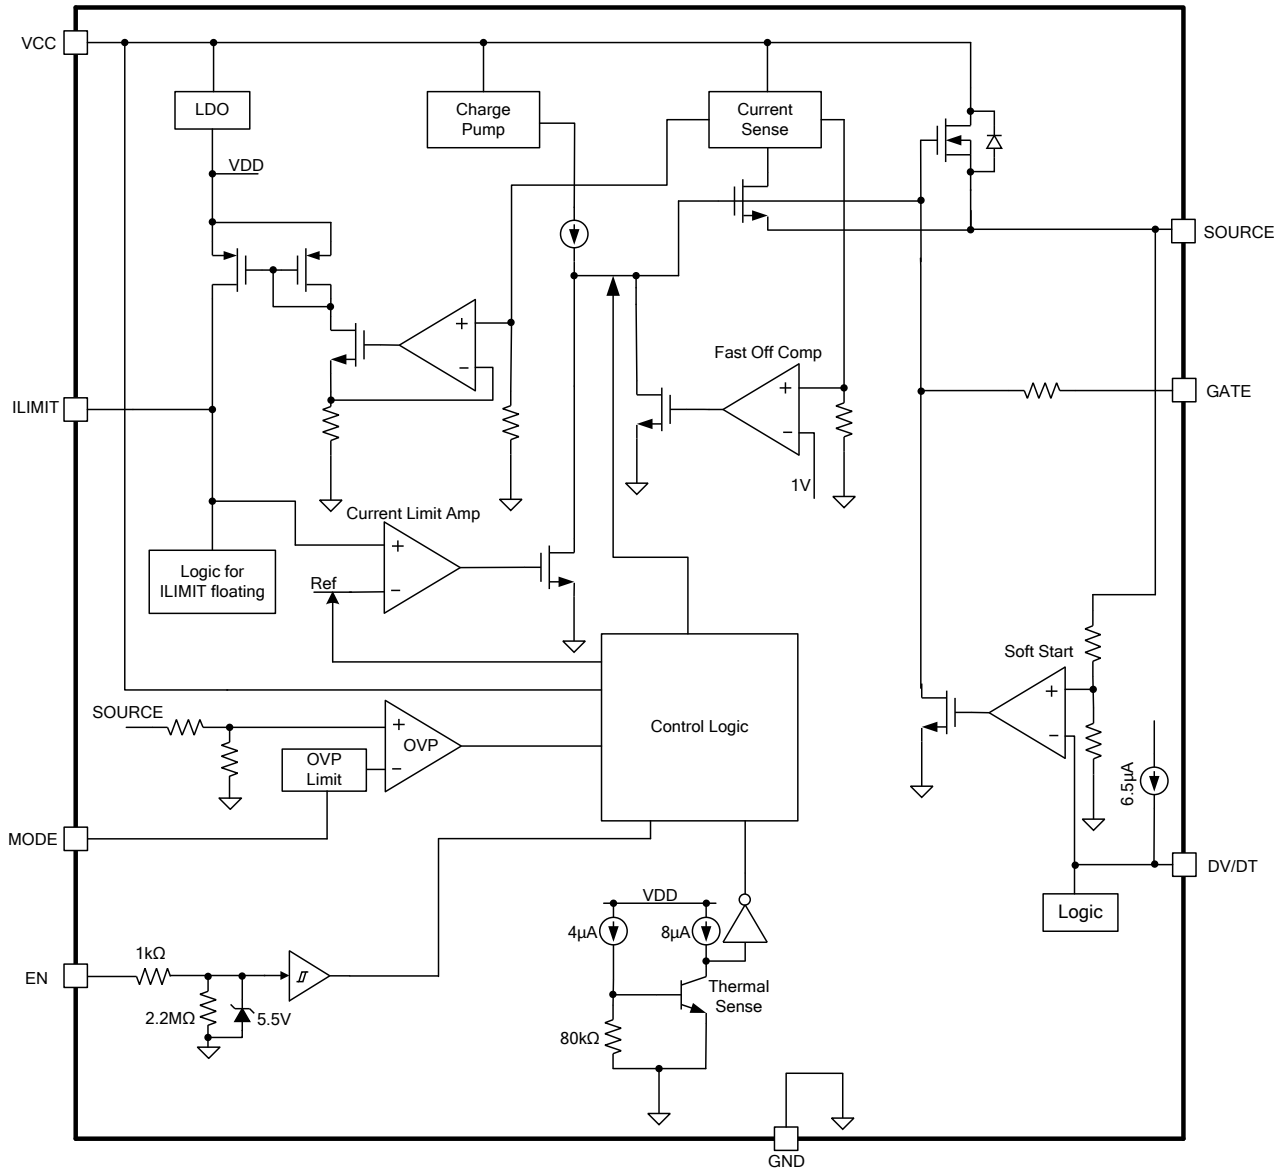 VCC
LDO
VDD
Charge
Pump
Current
Sense
SOURCE
+
−
Fast Off Comp
+
−
1V
GATE
ILIMIT
Current Limit Amp
+
−
Ref
Logic for
ILIMIT floating
Control Logic
Soft Start
+
−
SOURCE
+
−
OVP
OVP
Limit
6.5µA
MODE
DV/DT
Logic
VDD
4µA
8µA
Thermal
Sense
80kΩ
EN
1kΩ
2.2MΩ
5.5V
GND